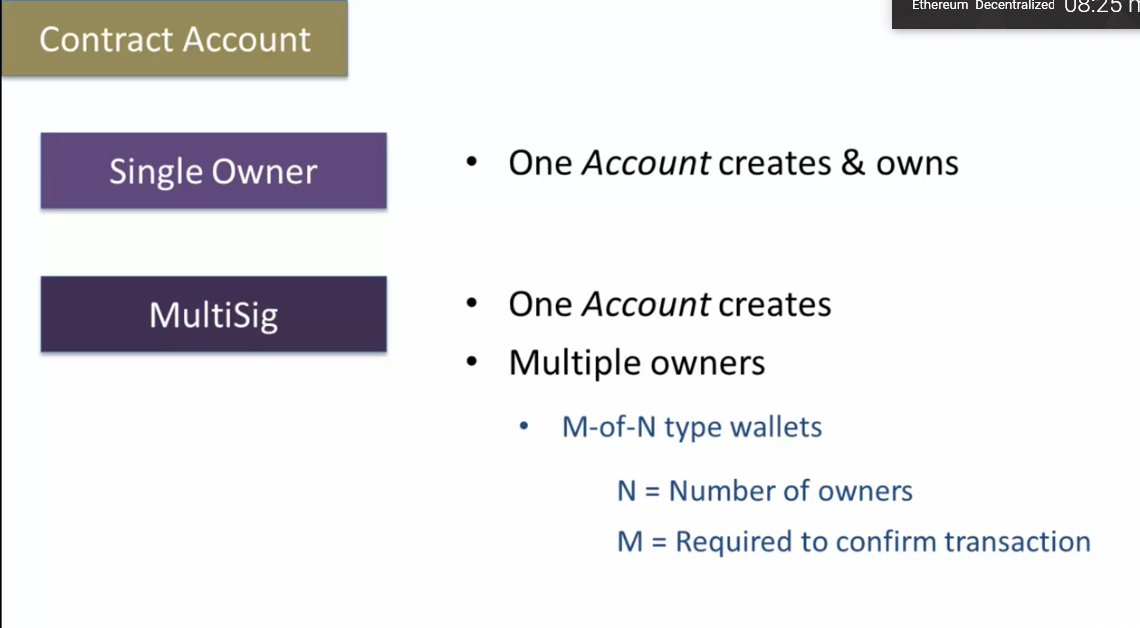 Ethereum Decentralized 08:25
Contract Account
Single Owner
• One Account creates & owns
MultiSig
• One Account creates
• Multiple owners
• M-of-N type wallets
N = Number of owners
M = Required to confirm transaction